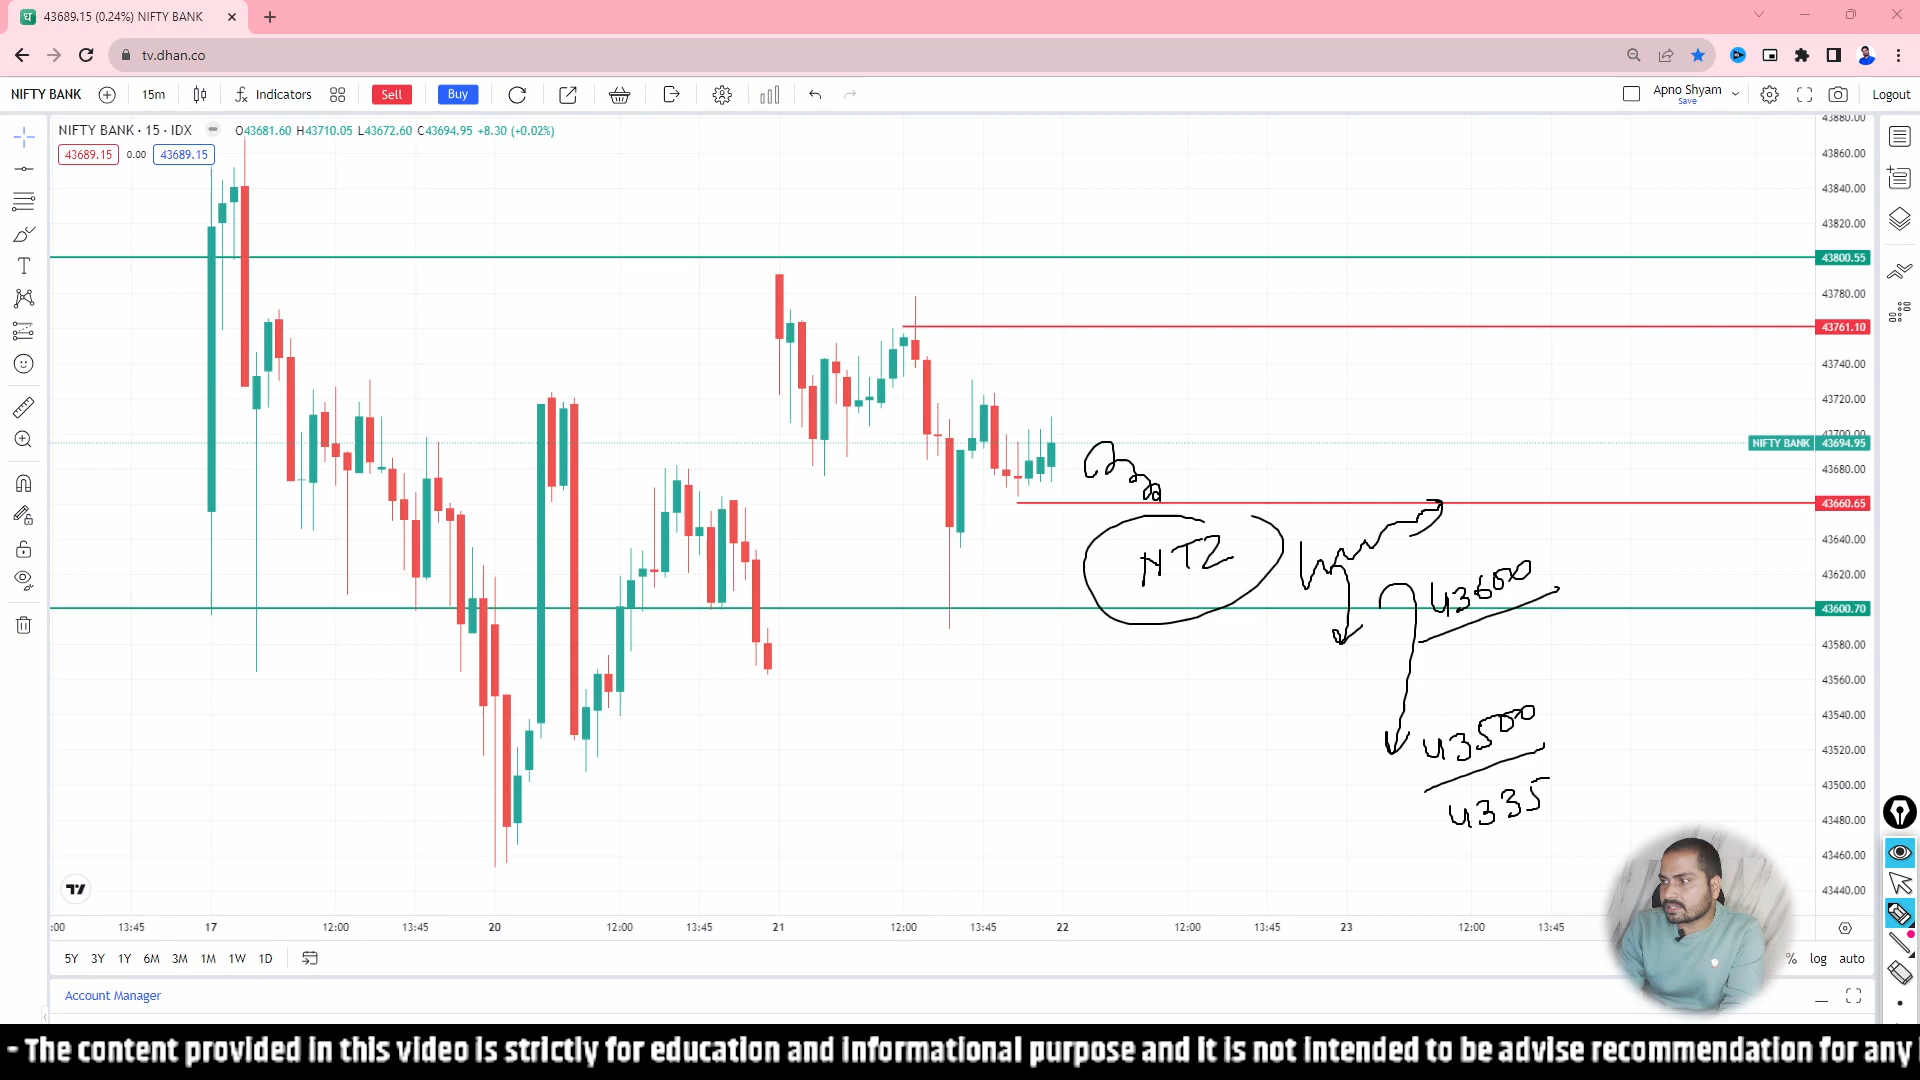 43689.15 (0.24%) NIFTY BANK
tv.dhan.co
NIFTY BANK
15m
Indicators
Sell
Buy
Apno Shyam
Save
Logout
NIFTY BANK · 15 · IDX
O43681.60 H43710.05 L43672.60 C43694.95 +8.30 (+0.02%)
43689.15
0.00
43689.15
43880.00
43860.00
43840.00
43820.00
43800.55
43780.00
43761.10
43740.00
43720.00
43700.00
NIFTY BANK 43694.95
43680.00
43660.65
43640.00
43620.00
43600.70
43580.00
43560.00
43540.00
43520.00
43500.00
43480.00
43460.00
43440.00
NTZ
43600
43500
4335
:00 13:45 17 12:00 13:45 20 12:00 13:45 21 12:00 13:45 22 12:00 13:45 23 12:00 13:45
5Y 3Y 1Y 6M 3M 1M 1W 1D
% log auto
Account Manager
- The content provided in this video is strictly for education and informational purpose and it is not intended to be advise recommendation for any